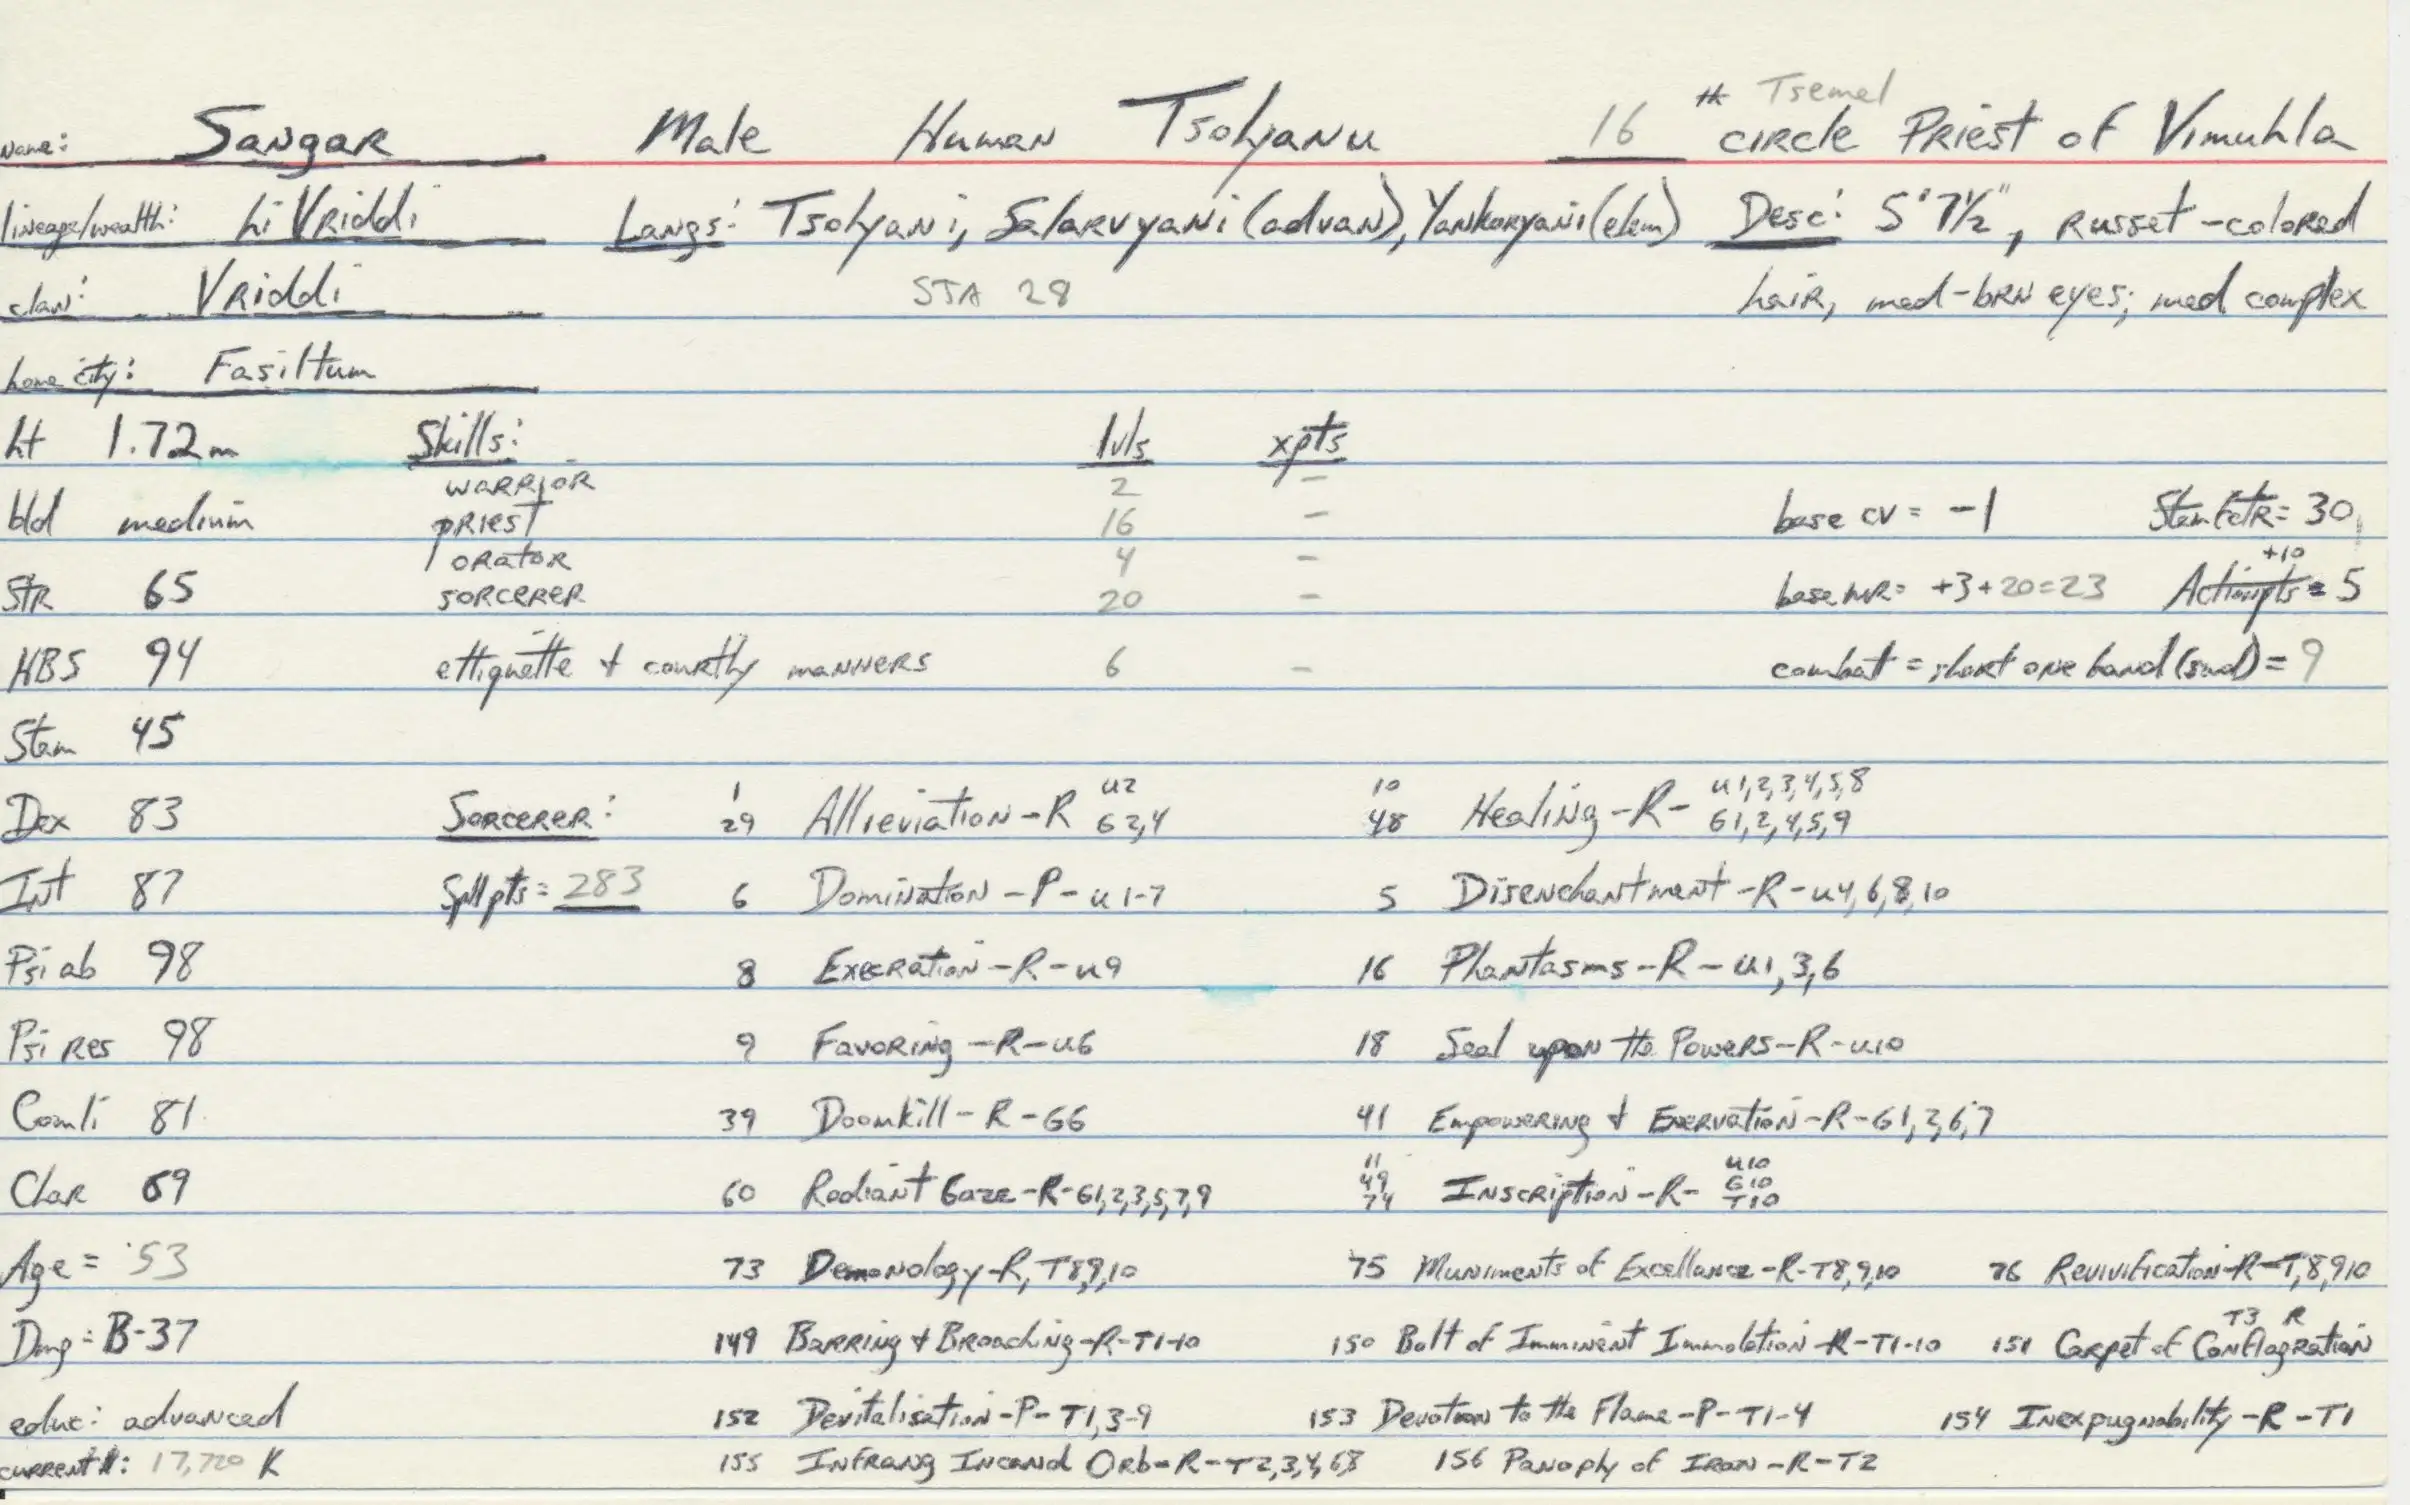 Tsemel
Name: Sangar Male Human Tsolyanu 16 th circle Priest of Vimuhla
lineage/wealth: hi Vriddi Langs: Tsolyani, Salarvyani (advan), Yankoryani (elem) Desc: 5'7½", russet-colored
clan: Vriddi STA 28 hair, med-brn eyes; med complex
home city: Fasiltum
ht 1.72m Skills: lvls xpts
warrior 2 -
bld medium priest 16 - base cv = -1 Stam Fctr = 30
orator 4 - +10
Str 65 sorcerer 20 - base mr = +3+20=23 Actimpts = 5
HBS 94 ettiquette & courtly manners 6 - combat = short one hand (swd) = 9
Stam 45
1 u2 10 u1,2,3,4,5,8
Dex 83 Sorcerer: 29 Allieviation-R G2,4 48 Healing-R- G1,2,4,5,9
Int 87 Spllpts = 283 6 Domination-P-u1-7 5 Disenchantment-R-u4,6,8,10
Psi ab 98 8 Execration-R-u9 16 Phantasms-R-u1,3,6
Psi Res 98 9 Favoring-R-u6 18 Seal upon the Powers-R-u10
Comli 81 39 Doomkill-R-G6 41 Empowering & Enervation-R-G1,2,6,7
11 u10
49 G10
Char 69 60 Radiant Gaze-R-G1,2,3,5,7,9 74 Inscription-R- T10
Age = 53 73 Demonology-R, T8,9,10 75 Muniments of Excellance-R-T8,9,10 76 Revivification-R-T,8,910
T3 R
Dmg = B-37 149 Barring & Broaching-R-T1-10 150 Bolt of Imminent Immolation-R-T1-10 151 Carpet of Conflagration
educ: advanced 152 Devitalisation-P-T1,3-9 153 Devotion to the Flame-P-T1-4 154 Inexpugnability-R-T1
current #: 17,720 K 155 Infrang Incand Orb-R-T2,3,4,6,8 156 Panoply of Iron-R-T2